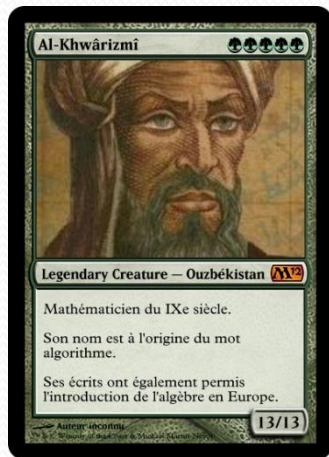 Al-Khwârizmî
Legendary Creature — Ouzbékistan
M12
Mathématicien du IXe siècle.
Son nom est à l'origine du mot
algorithme.
Ses écrits ont également permis
l'introduction de l'algèbre en Europe.
13/13
Auteur inconnu